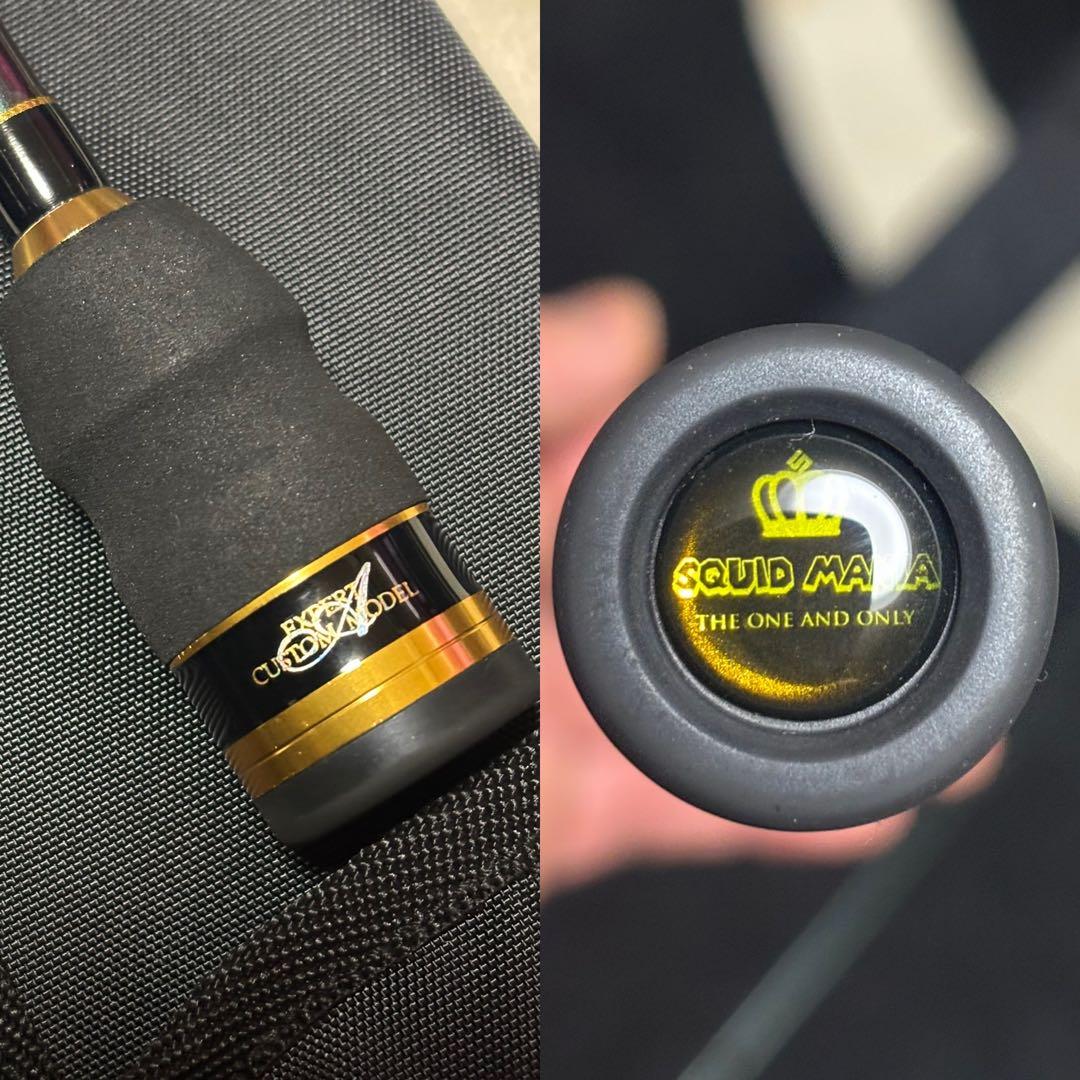 EXPERT
CUSTOM MODEL
SQUID MANIA
THE ONE AND ONLY